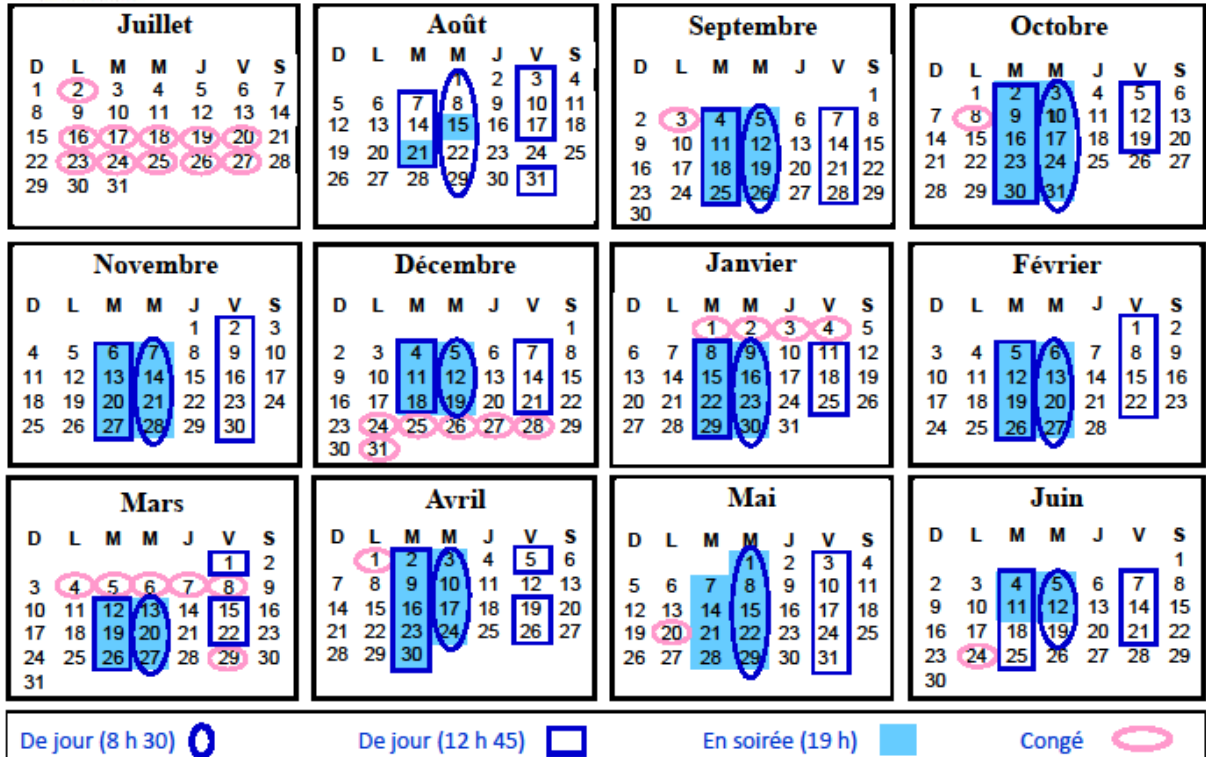 Juillet
D L M M J V S
1 2 3 4 5 6 7
8 9 10 11 12 13 14
15 16 17 18 19 20 21
22 23 24 25 26 27 28
29 30 31
Août
D L M M J V S
1 2 3 4
5 6 7 8 9 10 11
12 13 14 15 16 17 18
19 20 21 22 23 24 25
26 27 28 29 30 31
Septembre
D L M M J V S
1
2 3 4 5 6 7 8
9 10 11 12 13 14 15
16 17 18 19 20 21 22
23 24 25 26 27 28 29
30
Octobre
D L M M J V S
1 2 3 4 5 6
7 8 9 10 11 12 13
14 15 16 17 18 19 20
21 22 23 24 25 26 27
28 29 30 31
Novembre
D L M M J V S
1 2 3
4 5 6 7 8 9 10
11 12 13 14 15 16 17
18 19 20 21 22 23 24
25 26 27 28 29 30
Décembre
D L M M J V S
1
2 3 4 5 6 7 8
9 10 11 12 13 14 15
16 17 18 19 20 21 22
23 24 25 26 27 28 29
30 31
Janvier
D L M M J V S
1 2 3 4 5
6 7 8 9 10 11 12
13 14 15 16 17 18 19
20 21 22 23 24 25 26
27 28 29 30 31
Février
D L M M J V S
1 2
3 4 5 6 7 8 9
10 11 12 13 14 15 16
17 18 19 20 21 22 23
24 25 26 27 28
Mars
D L M M J V S
1 2
3 4 5 6 7 8 9
10 11 12 13 14 15 16
17 18 19 20 21 22 23
24 25 26 27 28 29 30
31
Avril
D L M M J V S
1 2 3 4 5 6
7 8 9 10 11 12 13
14 15 16 17 18 19 20
21 22 23 24 25 26 27
28 29 30
Mai
D L M M J V S
1 2 3 4
5 6 7 8 9 10 11
12 13 14 15 16 17 18
19 20 21 22 23 24 25
26 27 28 29 30 31
Juin
D L M M J V S
1
2 3 4 5 6 7 8
9 10 11 12 13 14 15
16 17 18 19 20 21 22
23 24 25 26 27 28 29
30
De jour (8 h 30) De jour (12 h 45) En soirée (19 h) Congé